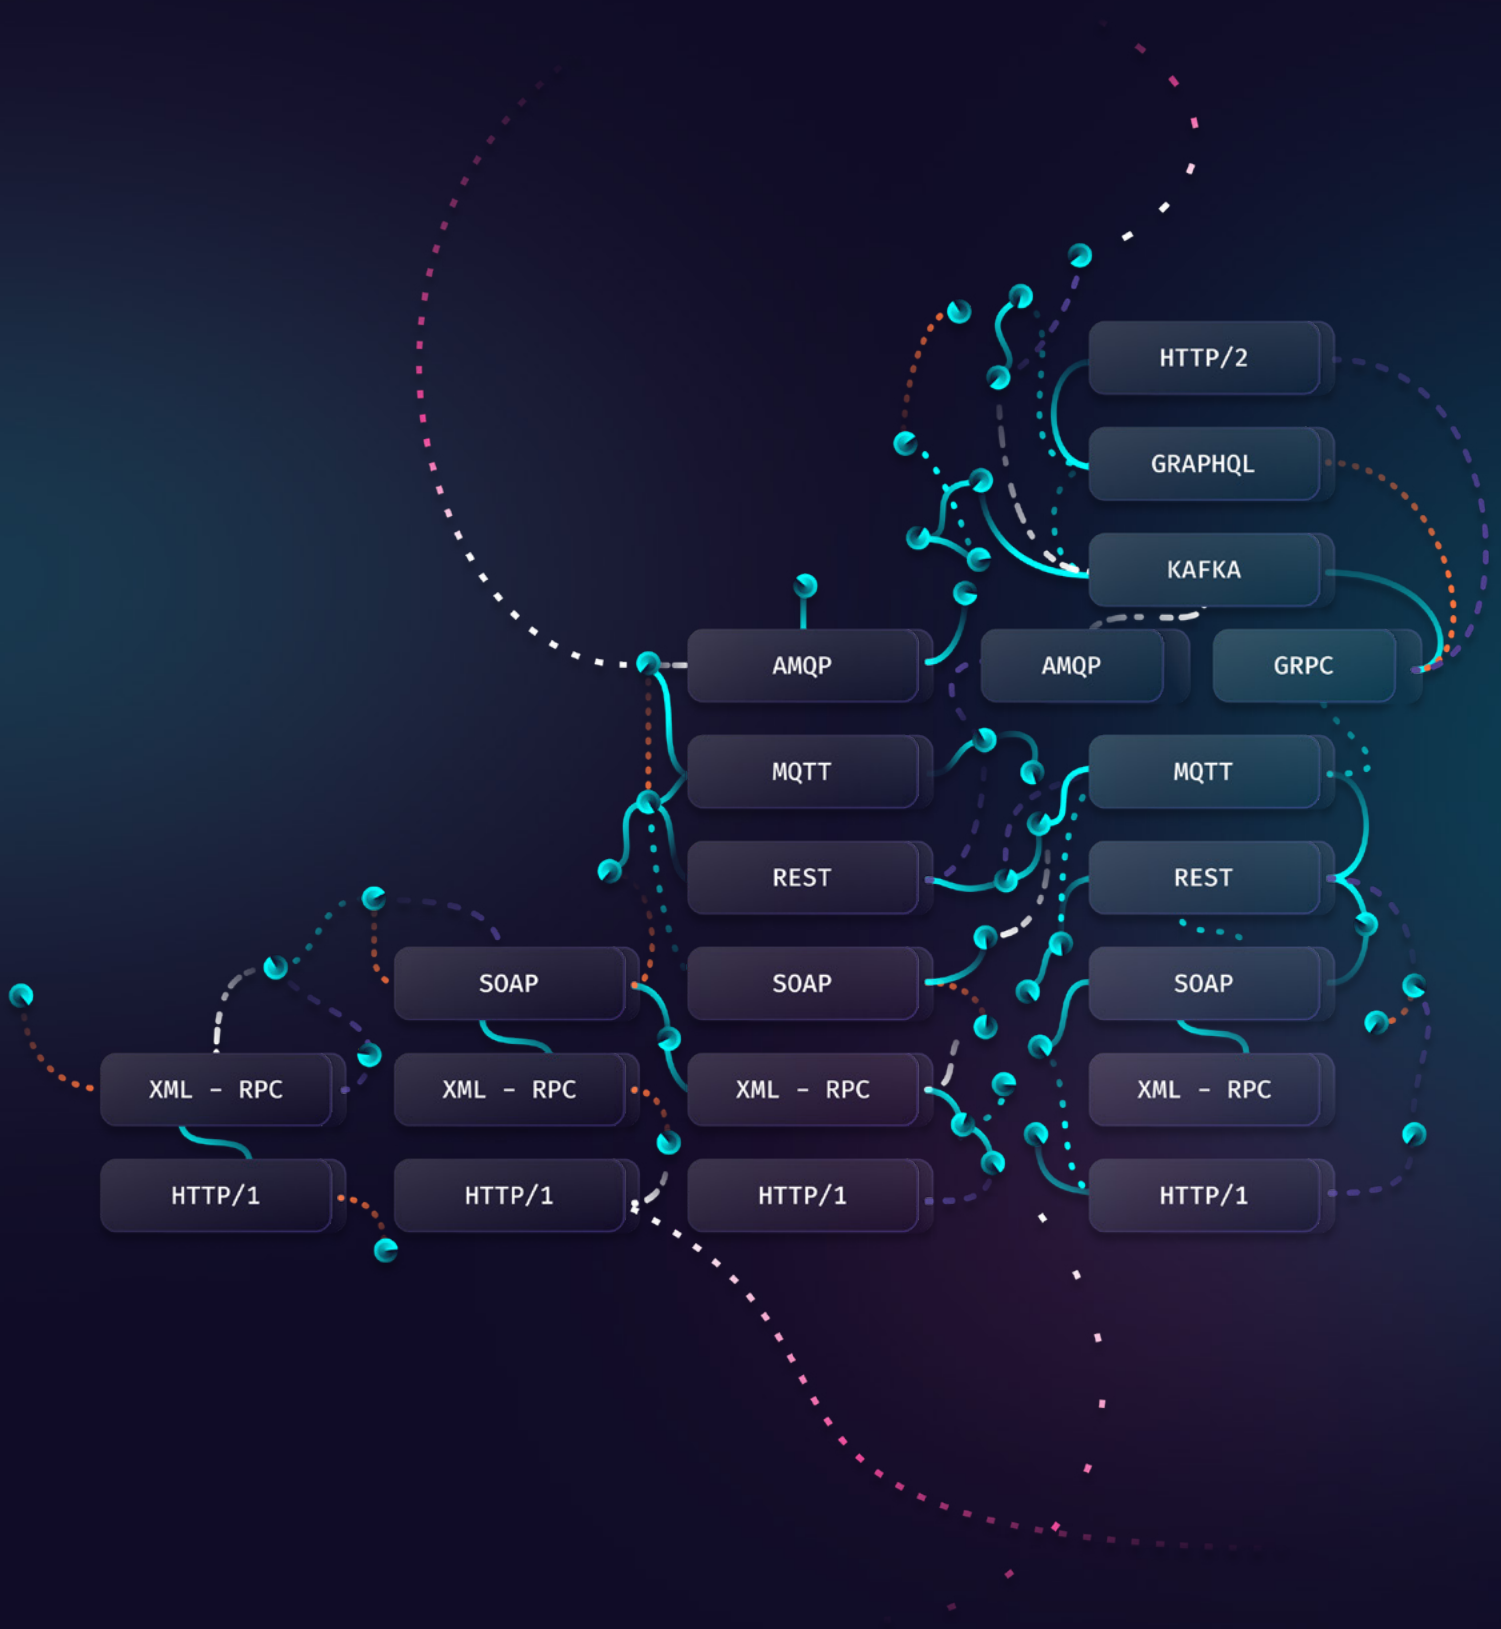 HTTP/2
GRAPHQL
KAFKA
AMQP
AMQP
GRPC
MQTT
MQTT
REST
REST
SOAP
SOAP
SOAP
XML - RPC
XML - RPC
XML - RPC
XML - RPC
HTTP/1
HTTP/1
HTTP/1
HTTP/1